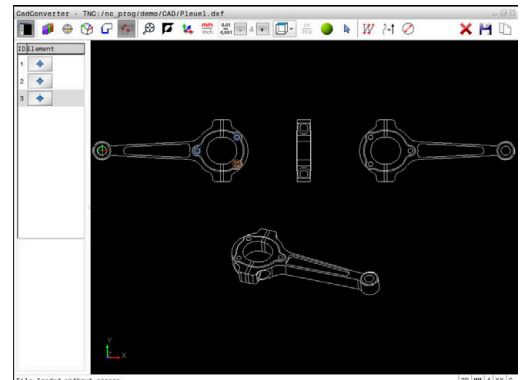 CadConverter - TNC:/nc_prog/demo/CAD/Pleuel.dxf
mm
inch
0,01
0,001
4
ID Element
1
2
3
Y
Z
X
File loaded without errors